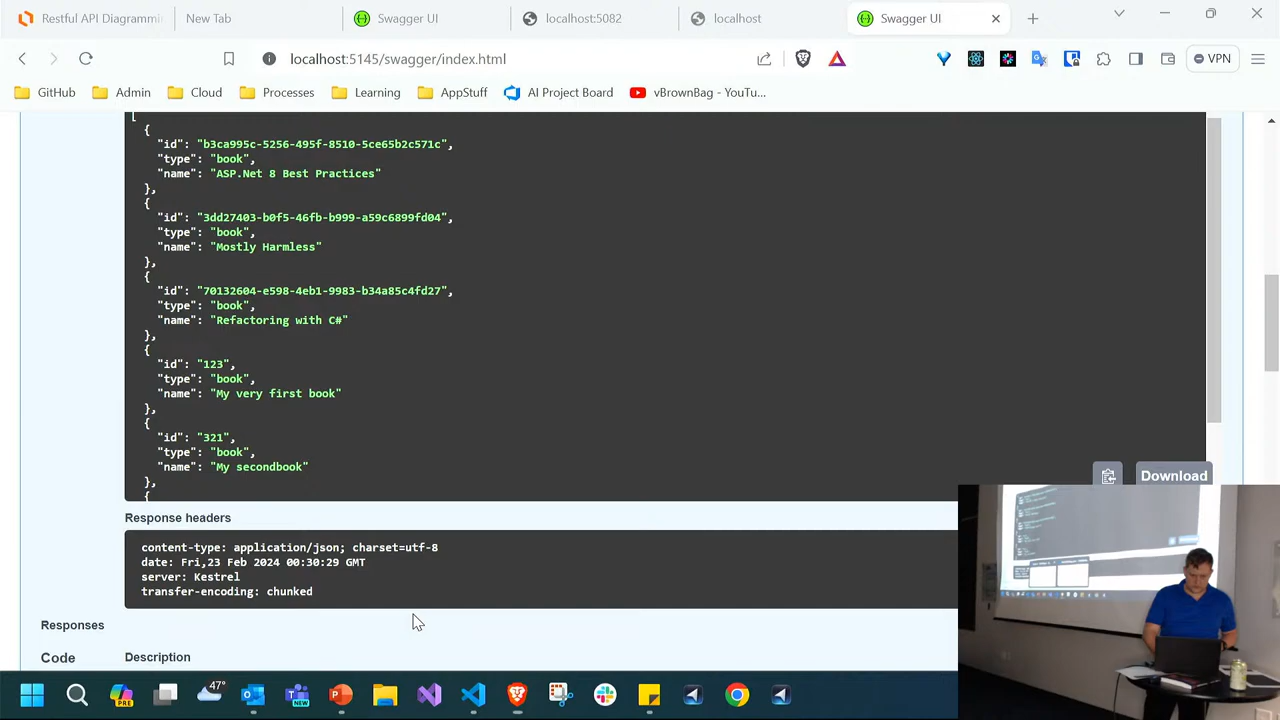 Restful API Diagrammi
New Tab
Swagger UI
localhost:5082
localhost
Swagger UI
localhost:5145/swagger/index.html
VPN
GitHub
Admin
Cloud
Processes
Learning
AppStuff
AI Project Board
vBrownBag - YouTu...
[
{
"id": "b3ca995c-5256-495f-8510-5ce65b2c571c",
"type": "book",
"name": "ASP.Net 8 Best Practices"
},
{
"id": "3dd27403-b0f5-46fb-b999-a59c6899fd04",
"type": "book",
"name": "Mostly Harmless"
},
{
"id": "70132604-e598-4eb1-9983-b34a85c4fd27",
"type": "book",
"name": "Refactoring with C#"
},
{
"id": "123",
"type": "book",
"name": "My very first book"
},
{
"id": "321",
"type": "book",
"name": "My secondbook"
},
{
Download
Response headers
content-type: application/json; charset=utf-8
date: Fri,23 Feb 2024 00:30:29 GMT
server: Kestrel
transfer-encoding: chunked
Responses
Code
Description
PRE
47°
NEW